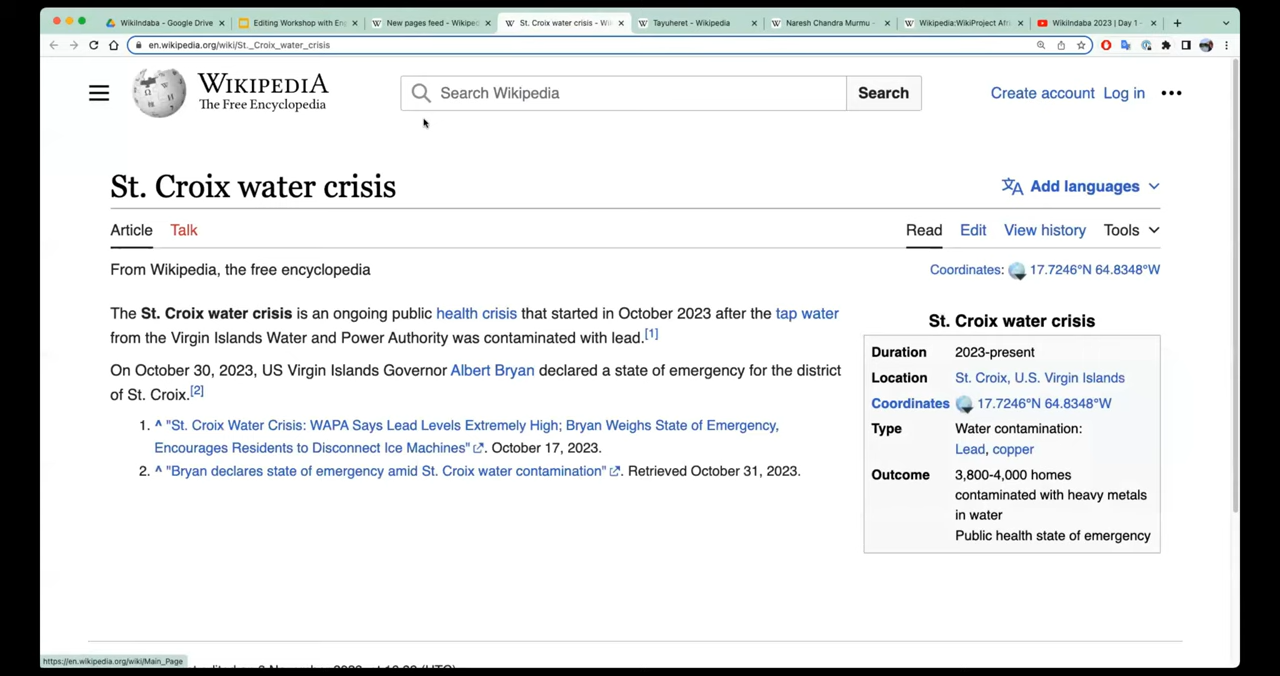 WikiIndaba - Google Drive
Editing Workshop with Eng
New pages feed - Wikiped
St. Croix water crisis - Wi
Tayuheret - Wikipedia
Naresh Chandra Murmu -
Wikipedia:WikiProject Afri
WikiIndaba 2023 | Day 1 -
en.wikipedia.org/wiki/St._Croix_water_crisis
WIKIPEDIA
The Free Encyclopedia
Search Wikipedia
Search
Create account Log in
St. Croix water crisis
Add languages
Article Talk
Read Edit View history Tools
From Wikipedia, the free encyclopedia
Coordinates: 17.7246°N 64.8348°W
The St. Croix water crisis is an ongoing public health crisis that started in October 2023 after the tap water
from the Virgin Islands Water and Power Authority was contaminated with lead.[1]
On October 30, 2023, US Virgin Islands Governor Albert Bryan declared a state of emergency for the district
of St. Croix.[2]
1. ^ "St. Croix Water Crisis: WAPA Says Lead Levels Extremely High; Bryan Weighs State of Emergency,
Encourages Residents to Disconnect Ice Machines". October 17, 2023.
2. ^ "Bryan declares state of emergency amid St. Croix water contamination". Retrieved October 31, 2023.
St. Croix water crisis
Duration 2023-present
Location St. Croix, U.S. Virgin Islands
Coordinates 17.7246°N 64.8348°W
Type Water contamination:
Lead, copper
Outcome 3,800-4,000 homes
contaminated with heavy metals
in water
Public health state of emergency
https://en.wikipedia.org/wiki/Main_Page